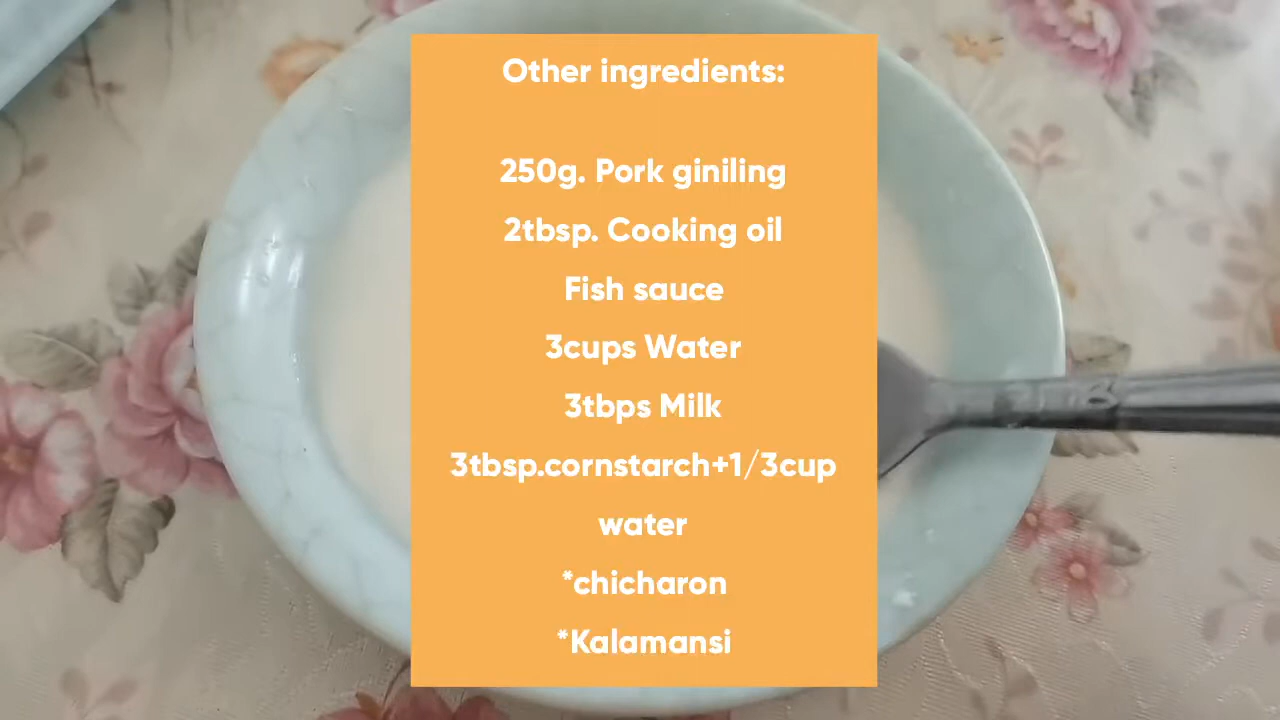 Other ingredients:
250g. Pork giniling
2tbsp. Cooking oil
Fish sauce
3cups Water
3tbps Milk
3tbsp.cornstarch+1/3cup
water
*chicharon
*Kalamansi